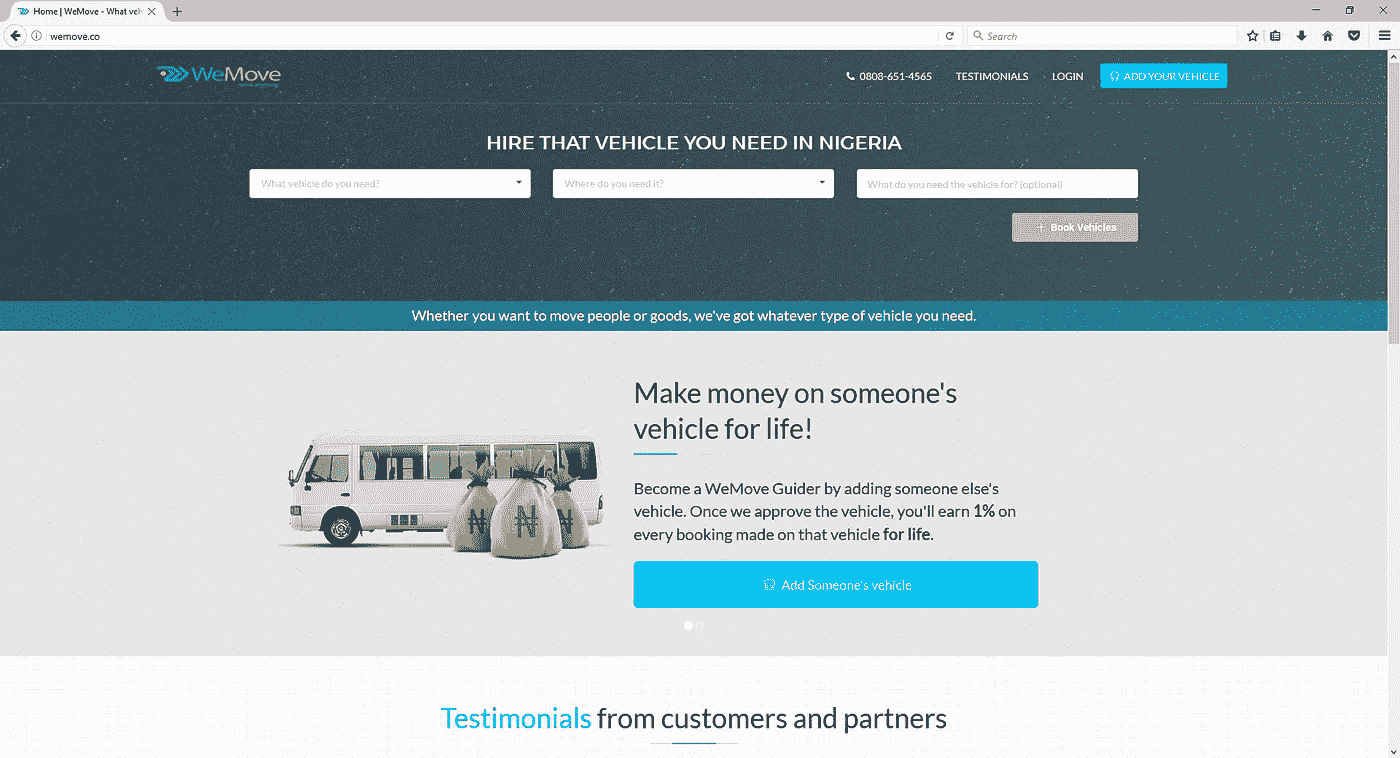 Home | WeMove - What veh
wemove.co
Search
WeMove
0808-651-4565
TESTIMONIALS
LOGIN
ADD YOUR VEHICLE
HIRE THAT VEHICLE YOU NEED IN NIGERIA
What vehicle do you need?
Where do you need it?
What do you need the vehicle for? (optional)
Book Vehicles
Whether you want to move people or goods, we've got whatever type of vehicle you need.
Make money on someone's
vehicle for life!
Become a WeMove Guider by adding someone else's
vehicle. Once we approve the vehicle, you'll earn 1% on
every booking made on that vehicle for life.
₦ ₦ ₦
Add Someone's vehicle
Testimonials from customers and partners